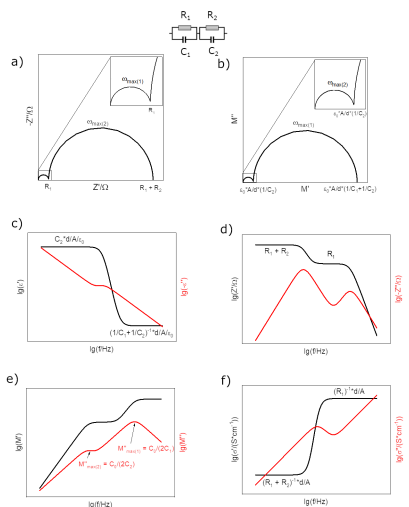 R1 R2
C1 C2
a)
-Z''/Ω
ωmax(1)
R1
ωmax(2)
R1 Z'/Ω R1 + R2
b)
M''
ωmax(2)
ε0*A/d*(1/C2)
ωmax(1)
ε0*A/d*(1/C2) M' ε0*A/d*(1/C1+1/C2)
c)
C2*d/A/ε0
lg(ε')
lg(-ε'')
(1/C1+1/C2)-1*d/A/ε0
lg(f/Hz)
d)
R1 + R2
R1
lg(Z'/Ω)
lg(-Z''/Ω)
lg(f/Hz)
e)
lg(M')
lg(M'')
M''max(1) = C0/(2C1)
M''max(2) = C0/(2C2)
lg(f/Hz)
f)
(R1)-1*d/A
lg(σ'/(S*cm-1))
lg(σ''/(S*cm-1))
(R1 + R2)-1*d/A
lg(f/Hz)